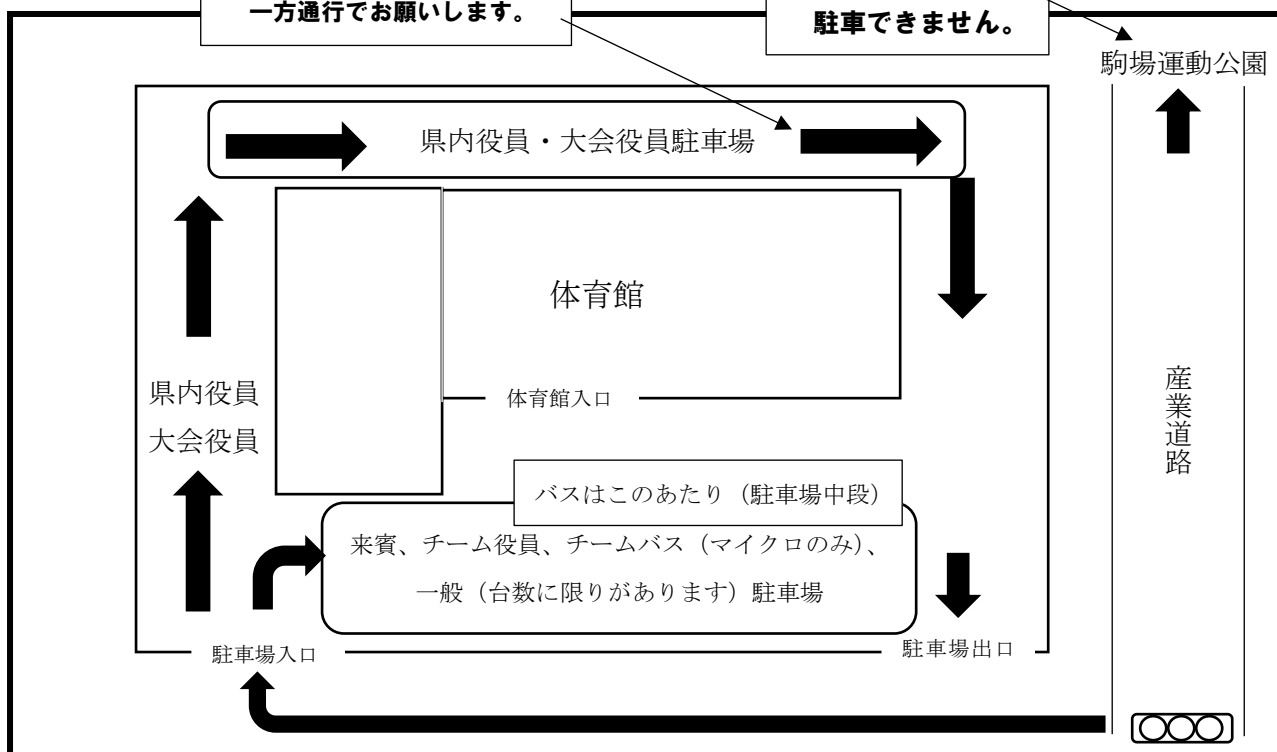 一方通行でお願いします。
駐車できません。
駒場運動公園
県内役員・大会役員駐車場
体育館
県内役員
大会役員
体育館入口
産業道路
バスはこのあたり（駐車場中段）
来賓、チーム役員、チームバス（マイクロのみ）、
一般（台数に限りがあります）駐車場
駐車場入口
駐車場出口